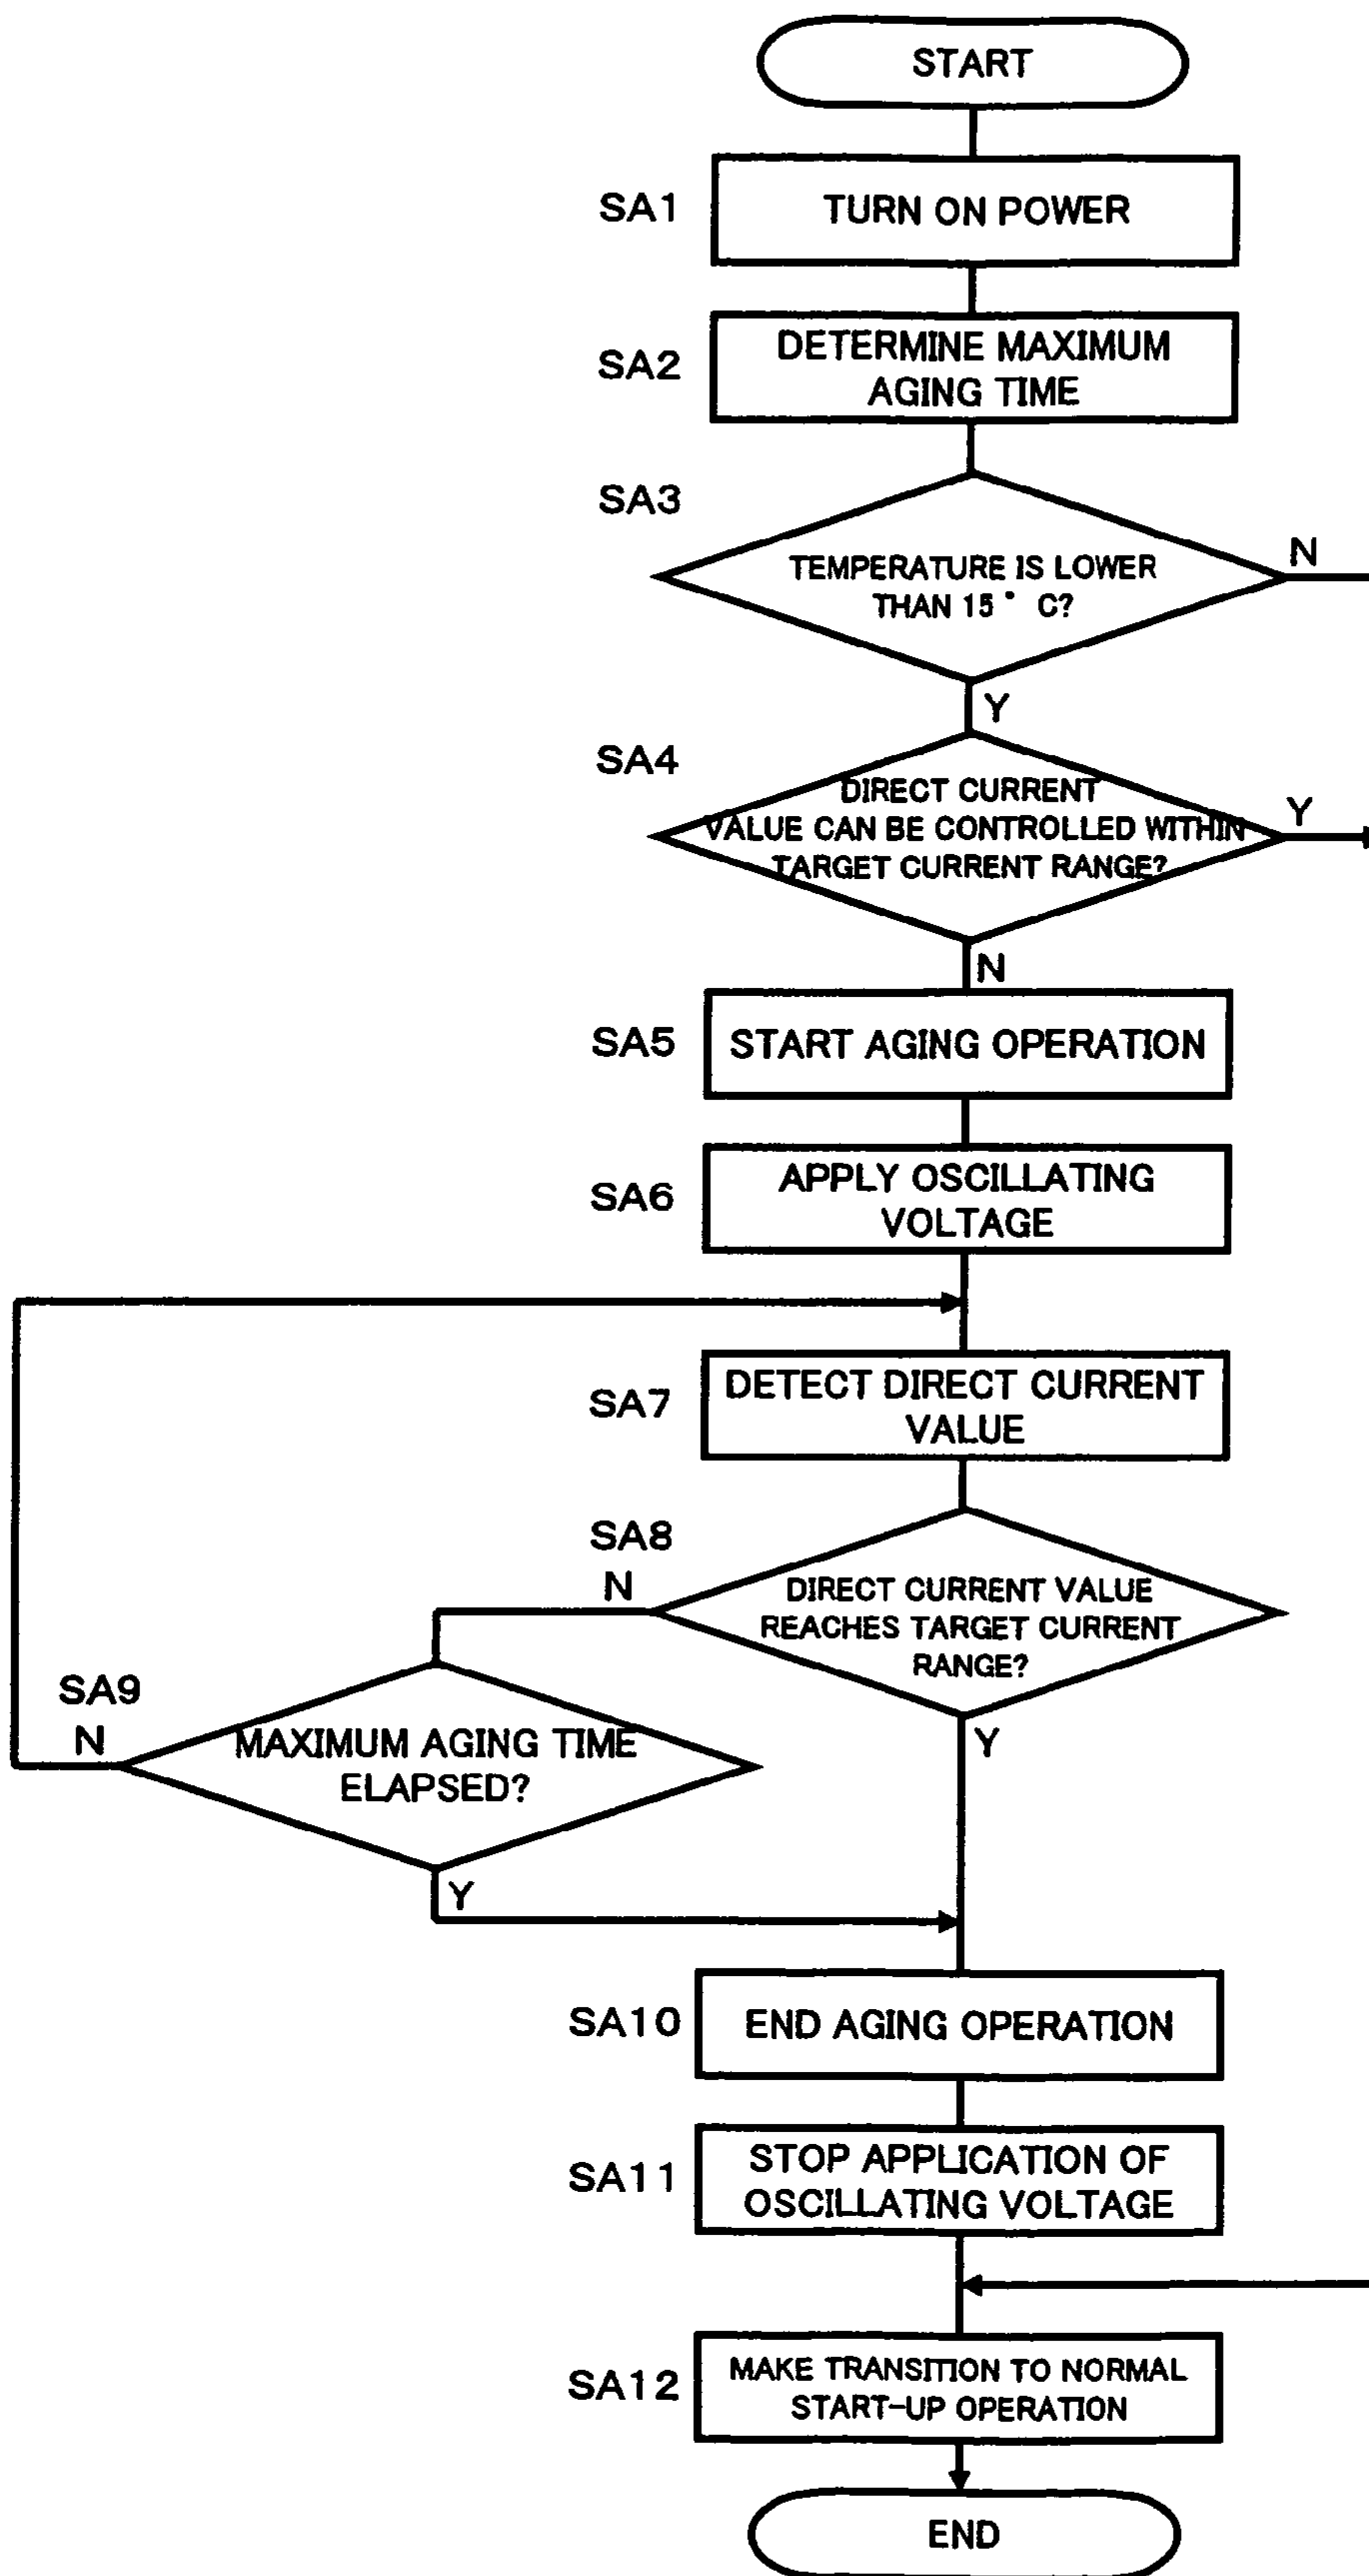 START
SA1
TURN ON POWER
SA2
DETERMINE MAXIMUM
AGING TIME
SA3
TEMPERATURE IS LOWER
THAN 15° C?
N
Y
SA4
DIRECT CURRENT
VALUE CAN BE CONTROLLED WITHIN
TARGET CURRENT RANGE?
Y
N
SA5
START AGING OPERATION
SA6
APPLY OSCILLATING
VOLTAGE
SA7
DETECT DIRECT CURRENT
VALUE
SA8
N
DIRECT CURRENT VALUE
REACHES TARGET CURRENT
RANGE?
Y
SA9
N
MAXIMUM AGING TIME
ELAPSED?
Y
SA10
END AGING OPERATION
SA11
STOP APPLICATION OF
OSCILLATING VOLTAGE
SA12
MAKE TRANSITION TO NORMAL
START-UP OPERATION
END